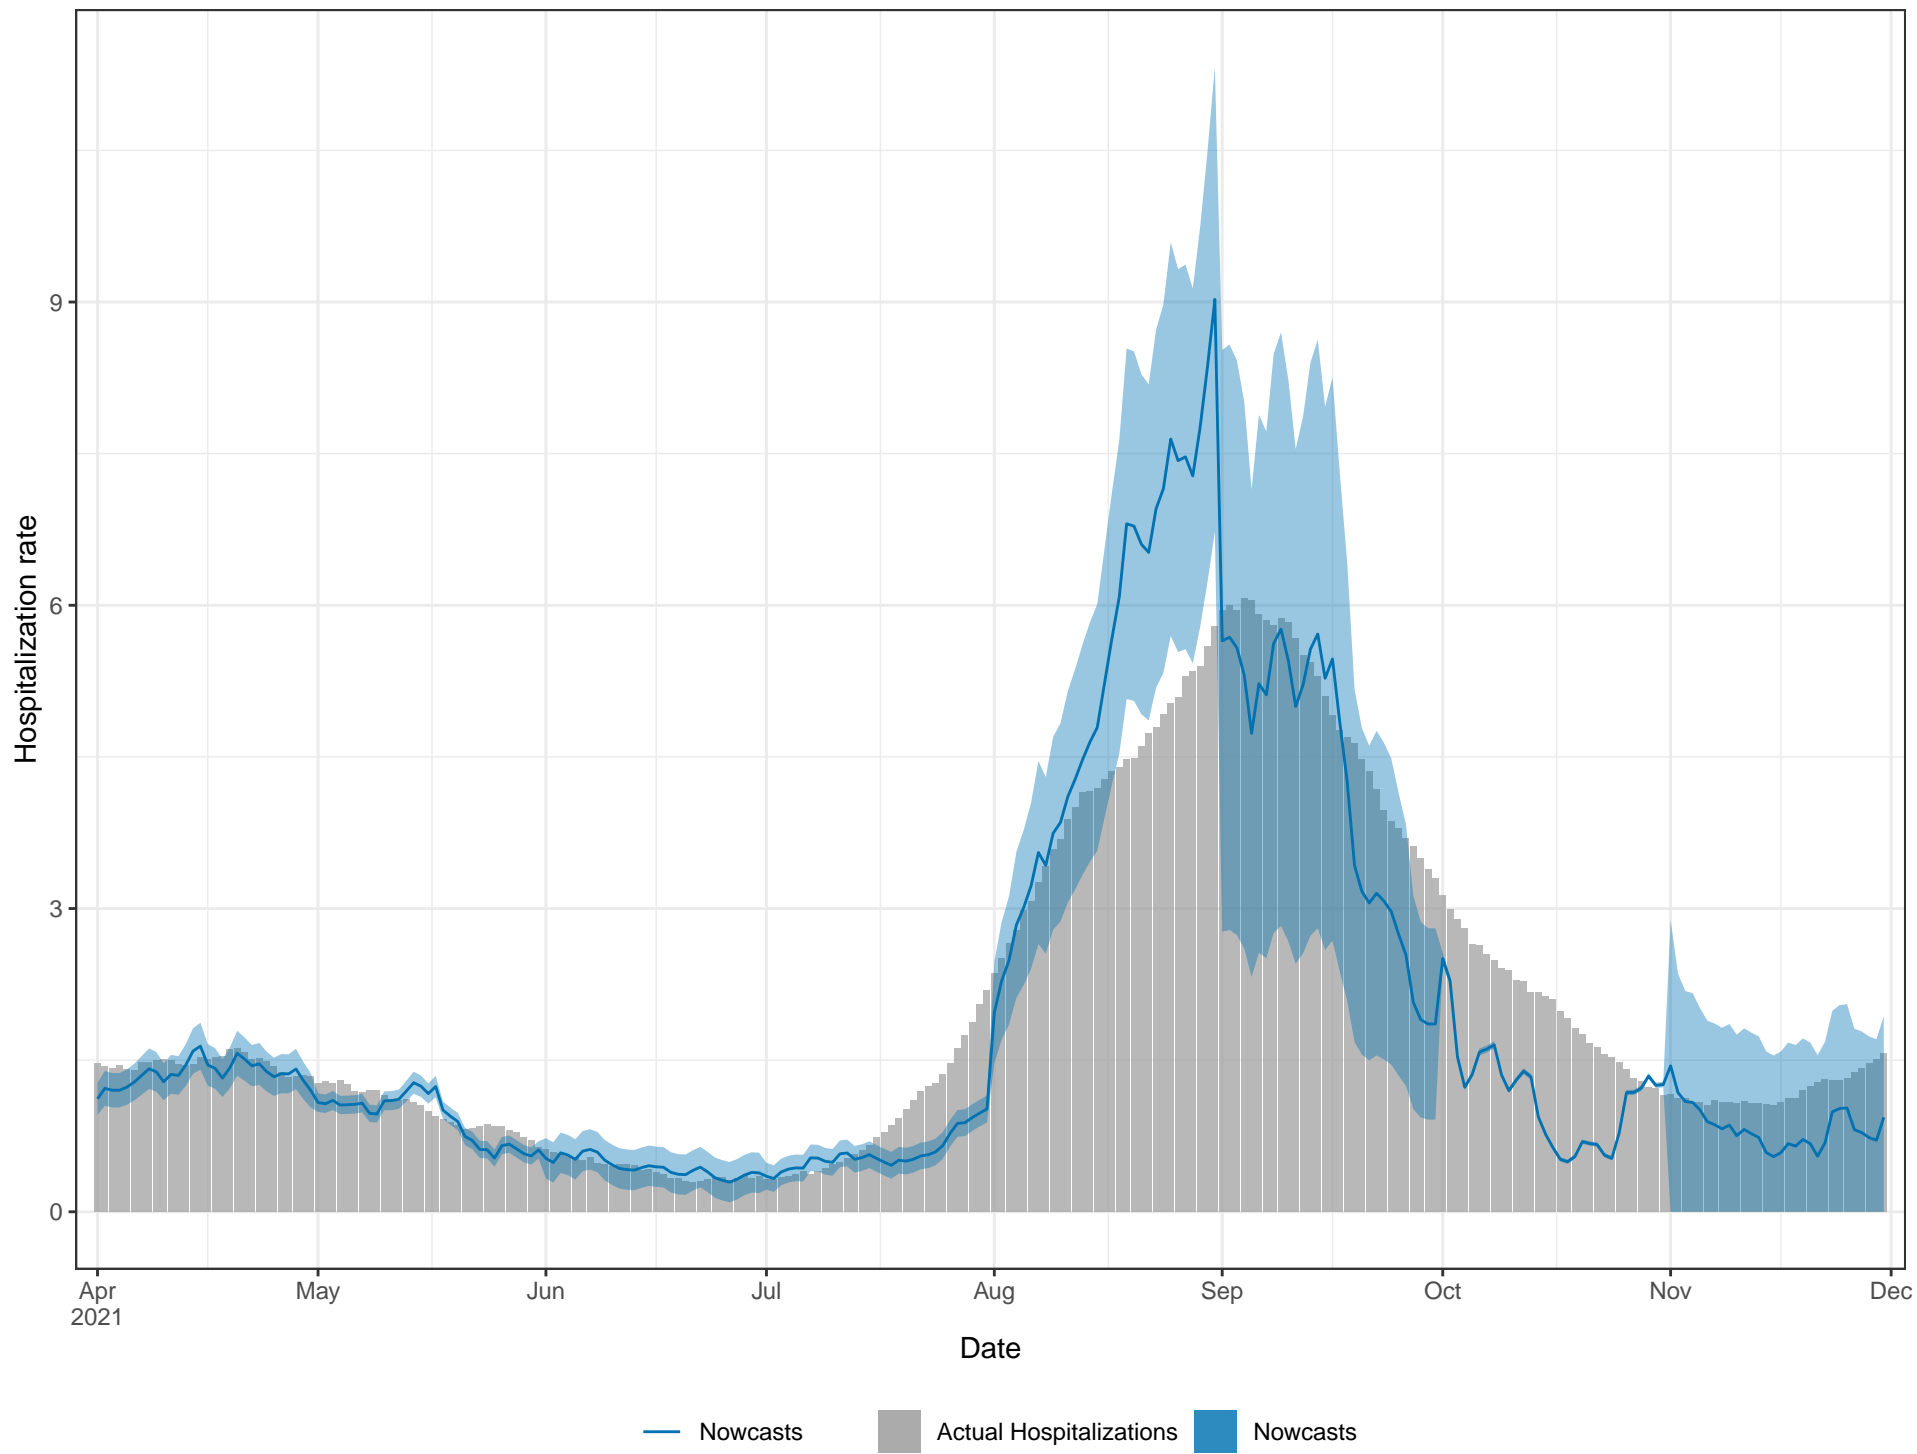 9
6
3
0
Hospitalization rate
Apr May Jun Jul Aug Sep Oct Nov Dec
2021
Date
Nowcasts Actual Hospitalizations Nowcasts